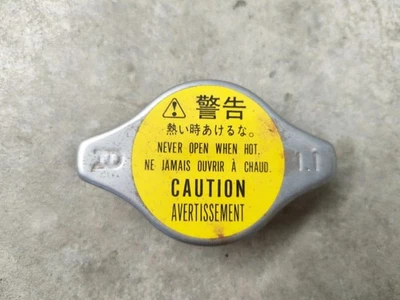 警告
熱い時あけるな。
NEVER OPEN WHEN HOT.
NE JAMAIS OUVRIR À CHAUD.
CAUTION
AVERTISSEMENT
1.1